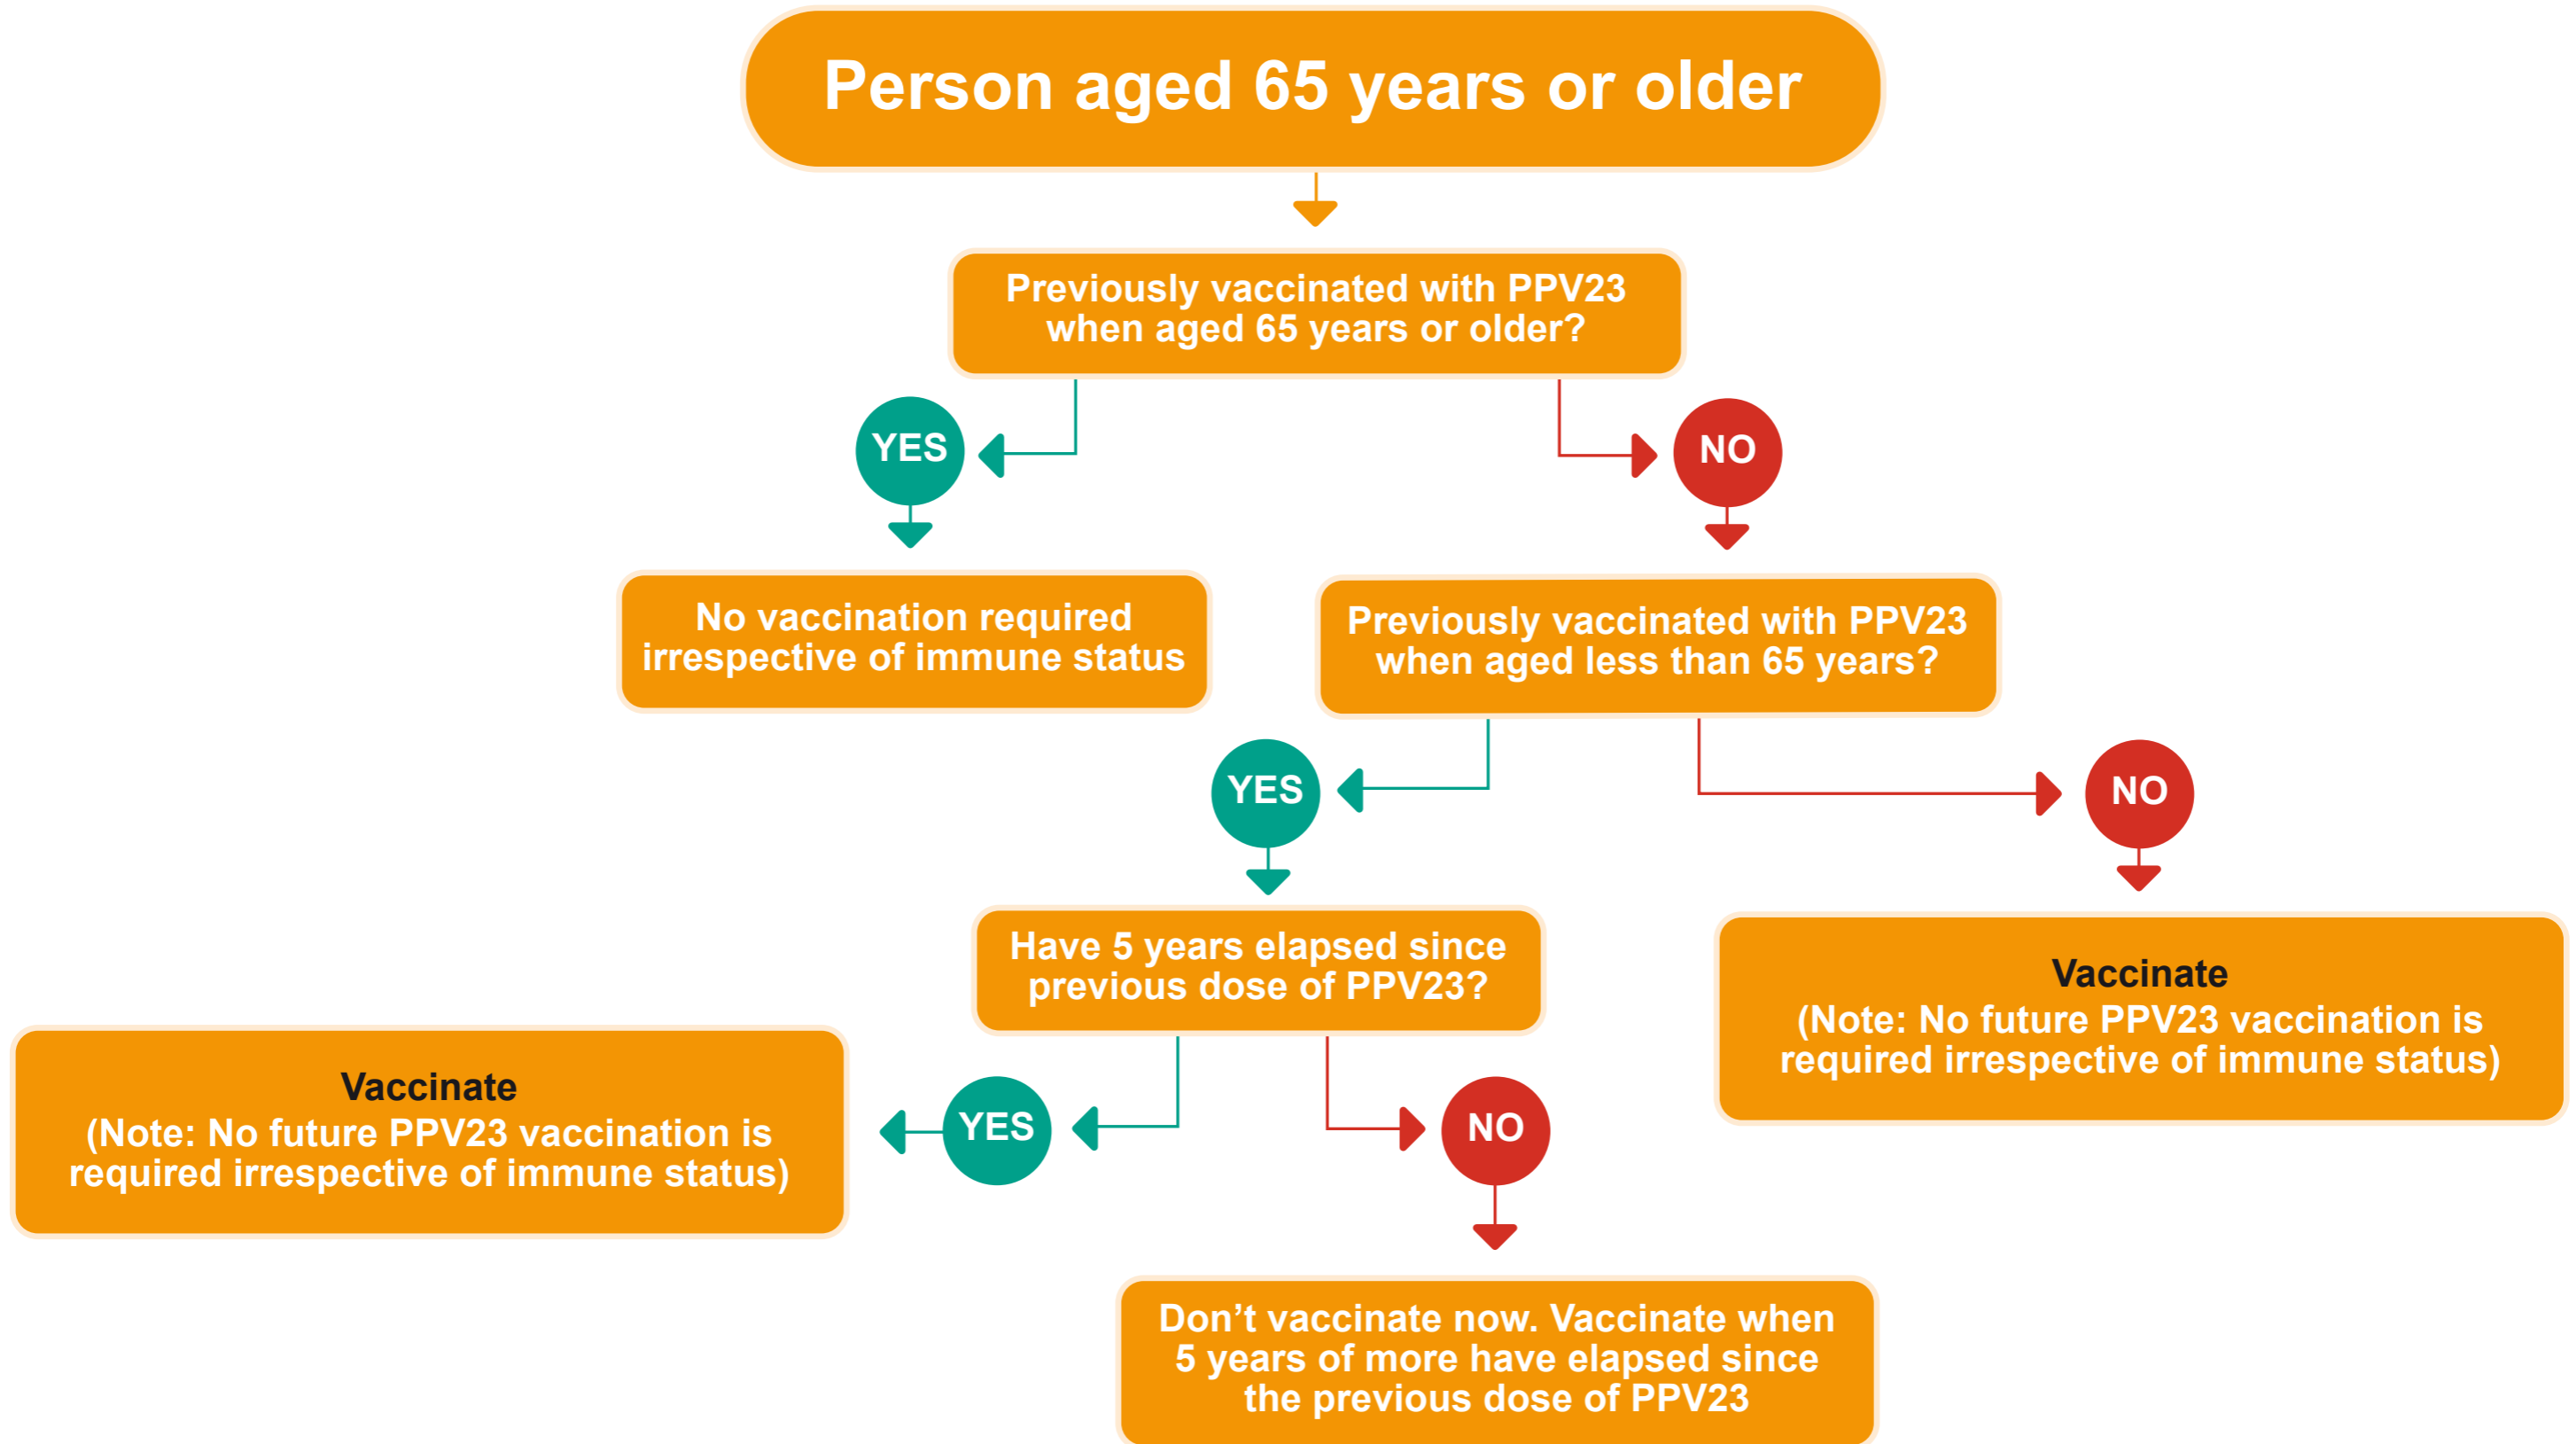 Person aged 65 years or older
Previously vaccinated with PPV23
when aged 65 years or older?
YES
NO
No vaccination required
irrespective of immune status
Previously vaccinated with PPV23
when aged less than 65 years?
YES
NO
Have 5 years elapsed since
previous dose of PPV23?
Vaccinate
(Note: No future PPV23 vaccination is
required irrespective of immune status)
Vaccinate
(Note: No future PPV23 vaccination is
required irrespective of immune status)
YES
NO
Don’t vaccinate now. Vaccinate when
5 years of more have elapsed since
the previous dose of PPV23